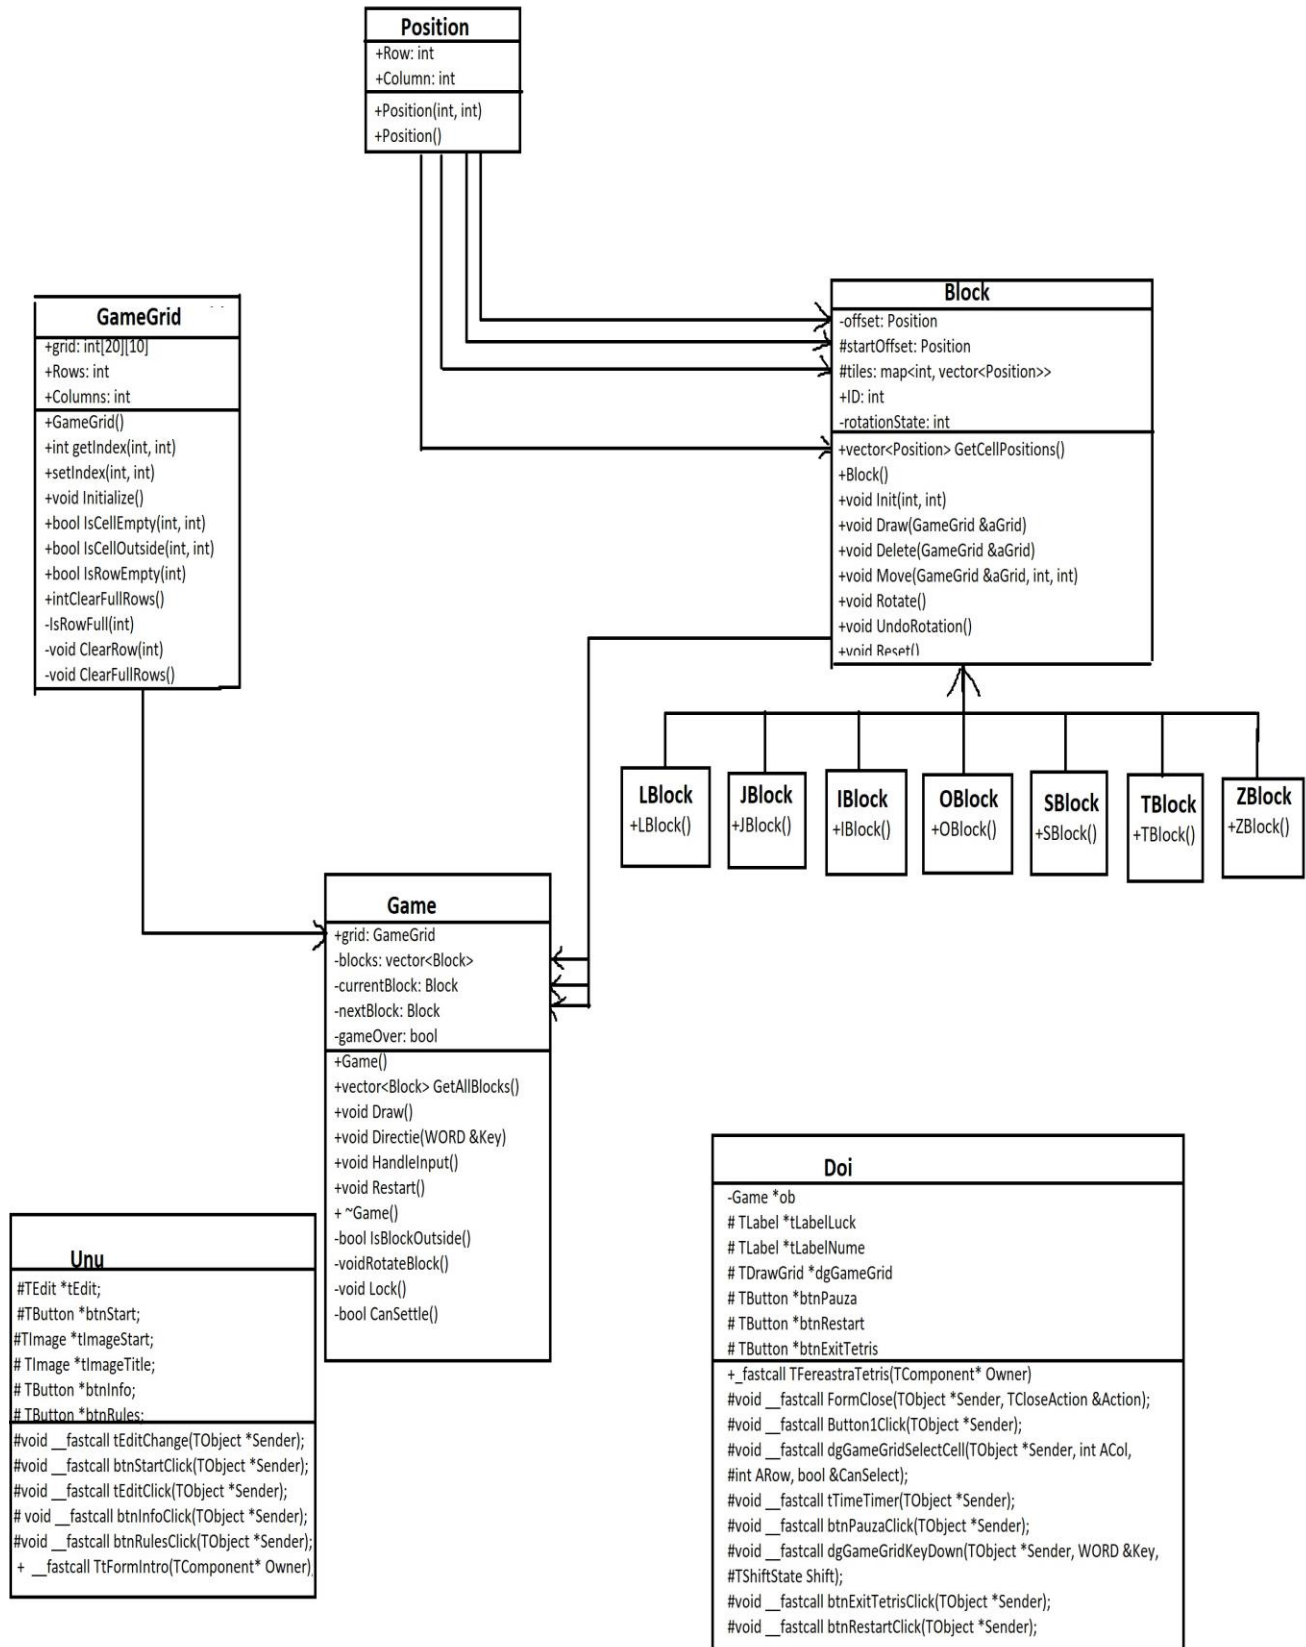 Position
+Row: int
+Column: int
+Position(int, int)
+Position()
GameGrid
+grid: int[20][10]
+Rows: int
+Columns: int
+GameGrid()
+int getIndex(int, int)
+setIndex(int, int)
+void Initialize()
+bool IsCellEmpty(int, int)
+bool IsCellOutside(int, int)
+bool IsRowEmpty(int)
+intClearFullRows()
-IsRowFull(int)
-void ClearRow(int)
-void ClearFullRows()
Block
-offset: Position
#startOffset: Position
#tiles: map<int, vector<Position>>
+ID: int
-rotationState: int
+vector<Position> GetCellPositions()
+Block()
+void Init(int, int)
+void Draw(GameGrid &aGrid)
+void Delete(GameGrid &aGrid)
+void Move(GameGrid &aGrid, int, int)
+void Rotate()
+void UndoRotation()
+void Reset()
LBlock
+LBlock()
JBlock
+JBlock()
IBlock
+IBlock()
OBlock
+OBlock()
SBlock
+SBlock()
TBlock
+TBlock()
ZBlock
+ZBlock()
Game
+grid: GameGrid
-blocks: vector<Block>
-currentBlock: Block
-nextBlock: Block
-gameOver: bool
+Game()
+vector<Block> GetAllBlocks()
+void Draw()
+void Directie(WORD &Key)
+void HandleInput()
+void Restart()
+ ~Game()
-bool IsBlockOutside()
-voidRotateBlock()
-void Lock()
-bool CanSettle()
Unu
#TEdit *tEdit;
#TButton *btnStart;
#TImage *tImageStart;
# TImage *tImageTitle;
# TButton *btnInfo;
# TButton *btnRules;
#void __fastcall tEditChange(TObject *Sender);
#void __fastcall btnStartClick(TObject *Sender);
#void __fastcall tEditClick(TObject *Sender);
# void __fastcall btnInfoClick(TObject *Sender);
#void __fastcall btnRulesClick(TObject *Sender);
+ __fastcall TtFormIntro(TComponent* Owner)
Doi
-Game *ob
# TLabel *tLabelLuck
# TLabel *tLabelNume
# TDrawGrid *dgGameGrid
# TButton *btnPauza
# TButton *btnRestart
# TButton *btnExitTetris
+_fastcall TFereastraTetris(TComponent* Owner)
#void __fastcall FormClose(TObject *Sender, TCloseAction &Action);
#void __fastcall Button1Click(TObject *Sender);
#void __fastcall dgGameGridSelectCell(TObject *Sender, int ACol,
#int ARow, bool &CanSelect);
#void __fastcall tTimeTimer(TObject *Sender);
#void __fastcall btnPauzaClick(TObject *Sender);
#void __fastcall dgGameGridKeyDown(TObject *Sender, WORD &Key,
#TShiftState Shift);
#void __fastcall btnExitTetrisClick(TObject *Sender);
#void __fastcall btnRestartClick(TObject *Sender);